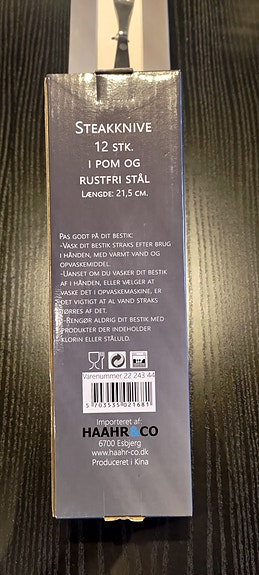 STEAKKNIVE
12 STK.
I POM OG
RUSTFRI STÅL
LÆNGDE: 21,5 CM.
PAS GODT PÅ DIT BESTIK:
-VASK DIT BESTIK STRAKS EFTER BRUG
I HÅNDEN, MED VARMT VAND OG
OPVASKEMIDDEL.
-UANSET OM DU VASKER DIT BESTIK
AF I HÅNDEN, ELLER VÆLGER AT
VASKE DET I OPVASKEMASKINE, ER
DET VIGTIGT AT AL VAND STRAKS
TØRRES AF DET.
-RENGØR ALDRIG DIT BESTIK MED
PRODUKTER DER INDEHOLDER
KLORIN ELLER STÅLULD.
Varenummer 22 243 44
5 703535 021681
Importeret af:
HAAHR&CO
6700 Esbjerg
www.haahr-co.dk
Produceret i Kina